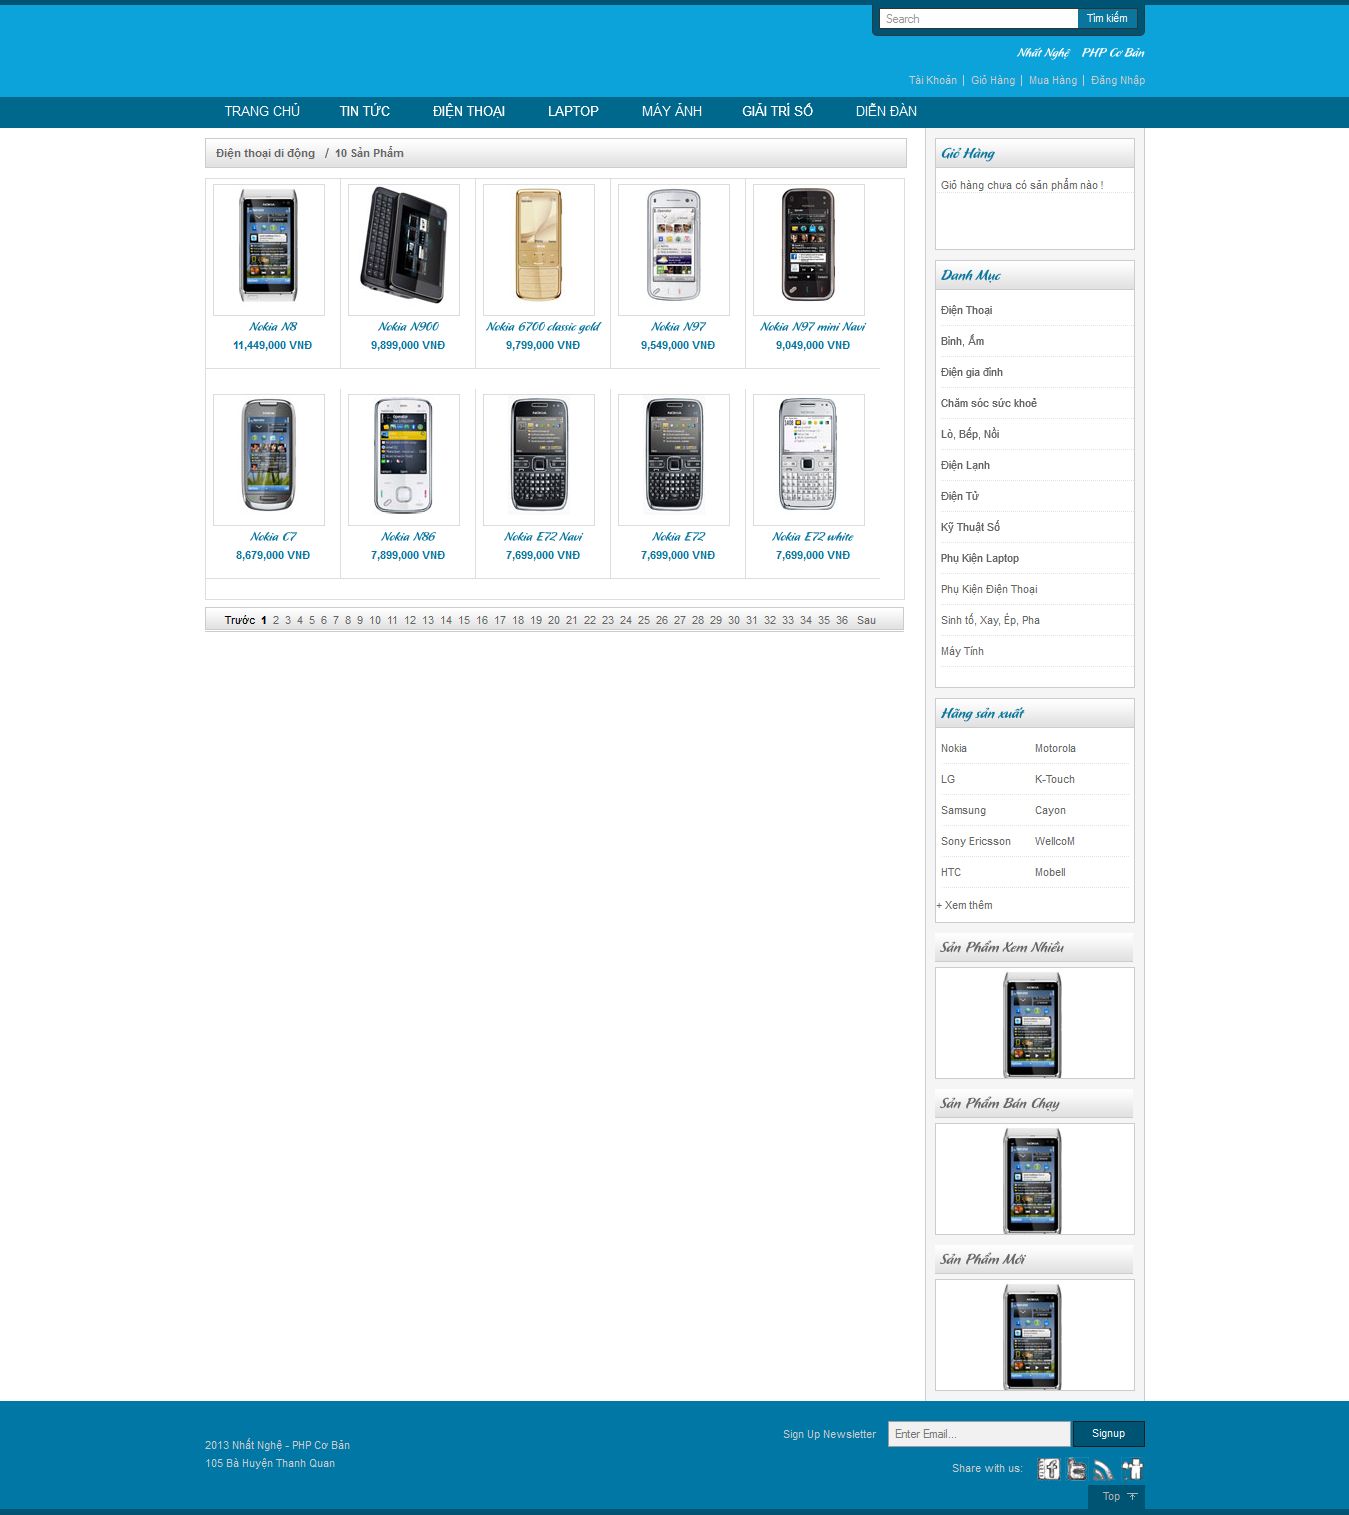 Search Tìm kiếm
Nhất Nghệ PHP Cơ Bản
Tài Khoản | Giỏ Hàng | Mua Hàng | Đăng Nhập
TRANG CHỦ TIN TỨC ĐIỆN THOẠI LAPTOP MÁY ẢNH GIẢI TRÍ SỐ DIỄN ĐÀN
Điện thoại di động / 10 Sản Phẩm
Nokia N8 Nokia N900 Nokia 6700 classic gold Nokia N97 Nokia N97 mini Navi
11,449,000 VNĐ 9,899,000 VNĐ 9,799,000 VNĐ 9,549,000 VNĐ 9,049,000 VNĐ
Nokia C7 Nokia N86 Nokia E72 Navi Nokia E72 Nokia E72 white
8,679,000 VNĐ 7,899,000 VNĐ 7,699,000 VNĐ 7,699,000 VNĐ 7,699,000 VNĐ
Trước 1 2 3 4 5 6 7 8 9 10 11 12 13 14 15 16 17 18 19 20 21 22 23 24 25 26 27 28 29 30 31 32 33 34 35 36 Sau
Giỏ Hàng
Giỏ hàng chưa có sản phẩm nào !
Danh Mục
Điện Thoại
Bình, Ấm
Điện gia đình
Chăm sóc sức khoẻ
Lò, Bếp, Nồi
Điện Lạnh
Điện Tử
Kỹ Thuật Số
Phụ Kiện Laptop
Phụ Kiện Điện Thoại
Sinh tố, Xay, Ép, Pha
Máy Tính
Hãng sản xuất
Nokia Motorola
LG K-Touch
Samsung Cayon
Sony Ericsson WellcoM
HTC Mobell
+ Xem thêm
Sản Phẩm Xem Nhiều
Sản Phẩm Bán Chạy
Sản Phẩm Mới
2013 Nhất Nghệ - PHP Cơ Bản
105 Bà Huyện Thanh Quan
Sign Up Newsletter Enter Email... Signup
Share with us:
Top